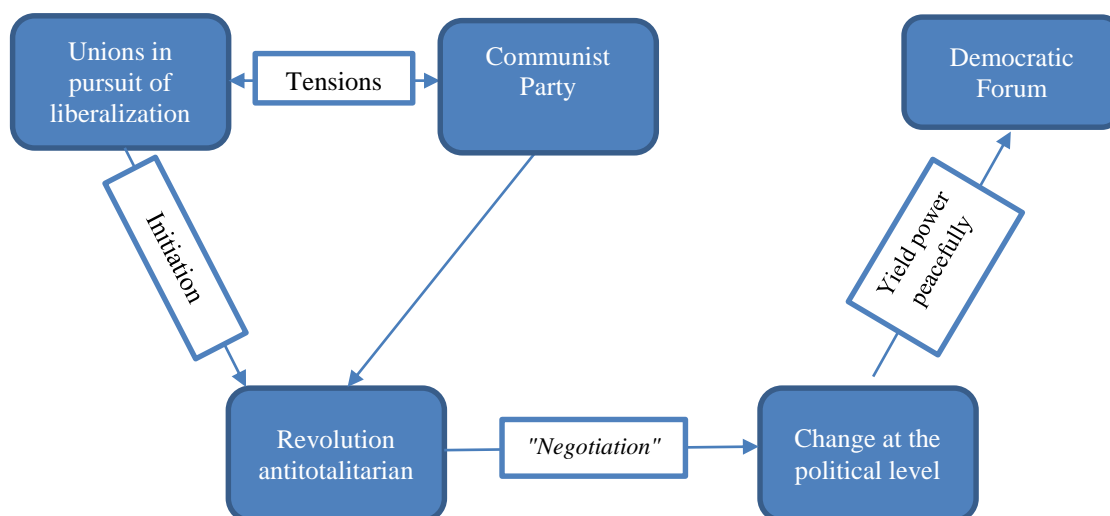 Unions in
pursuit of
liberalization
Tensions
Communist
Party
Democratic
Forum
Initiation
Yield power
peacefully
Revolution
antitotalitarian
"Negotiation"
Change at the
political level